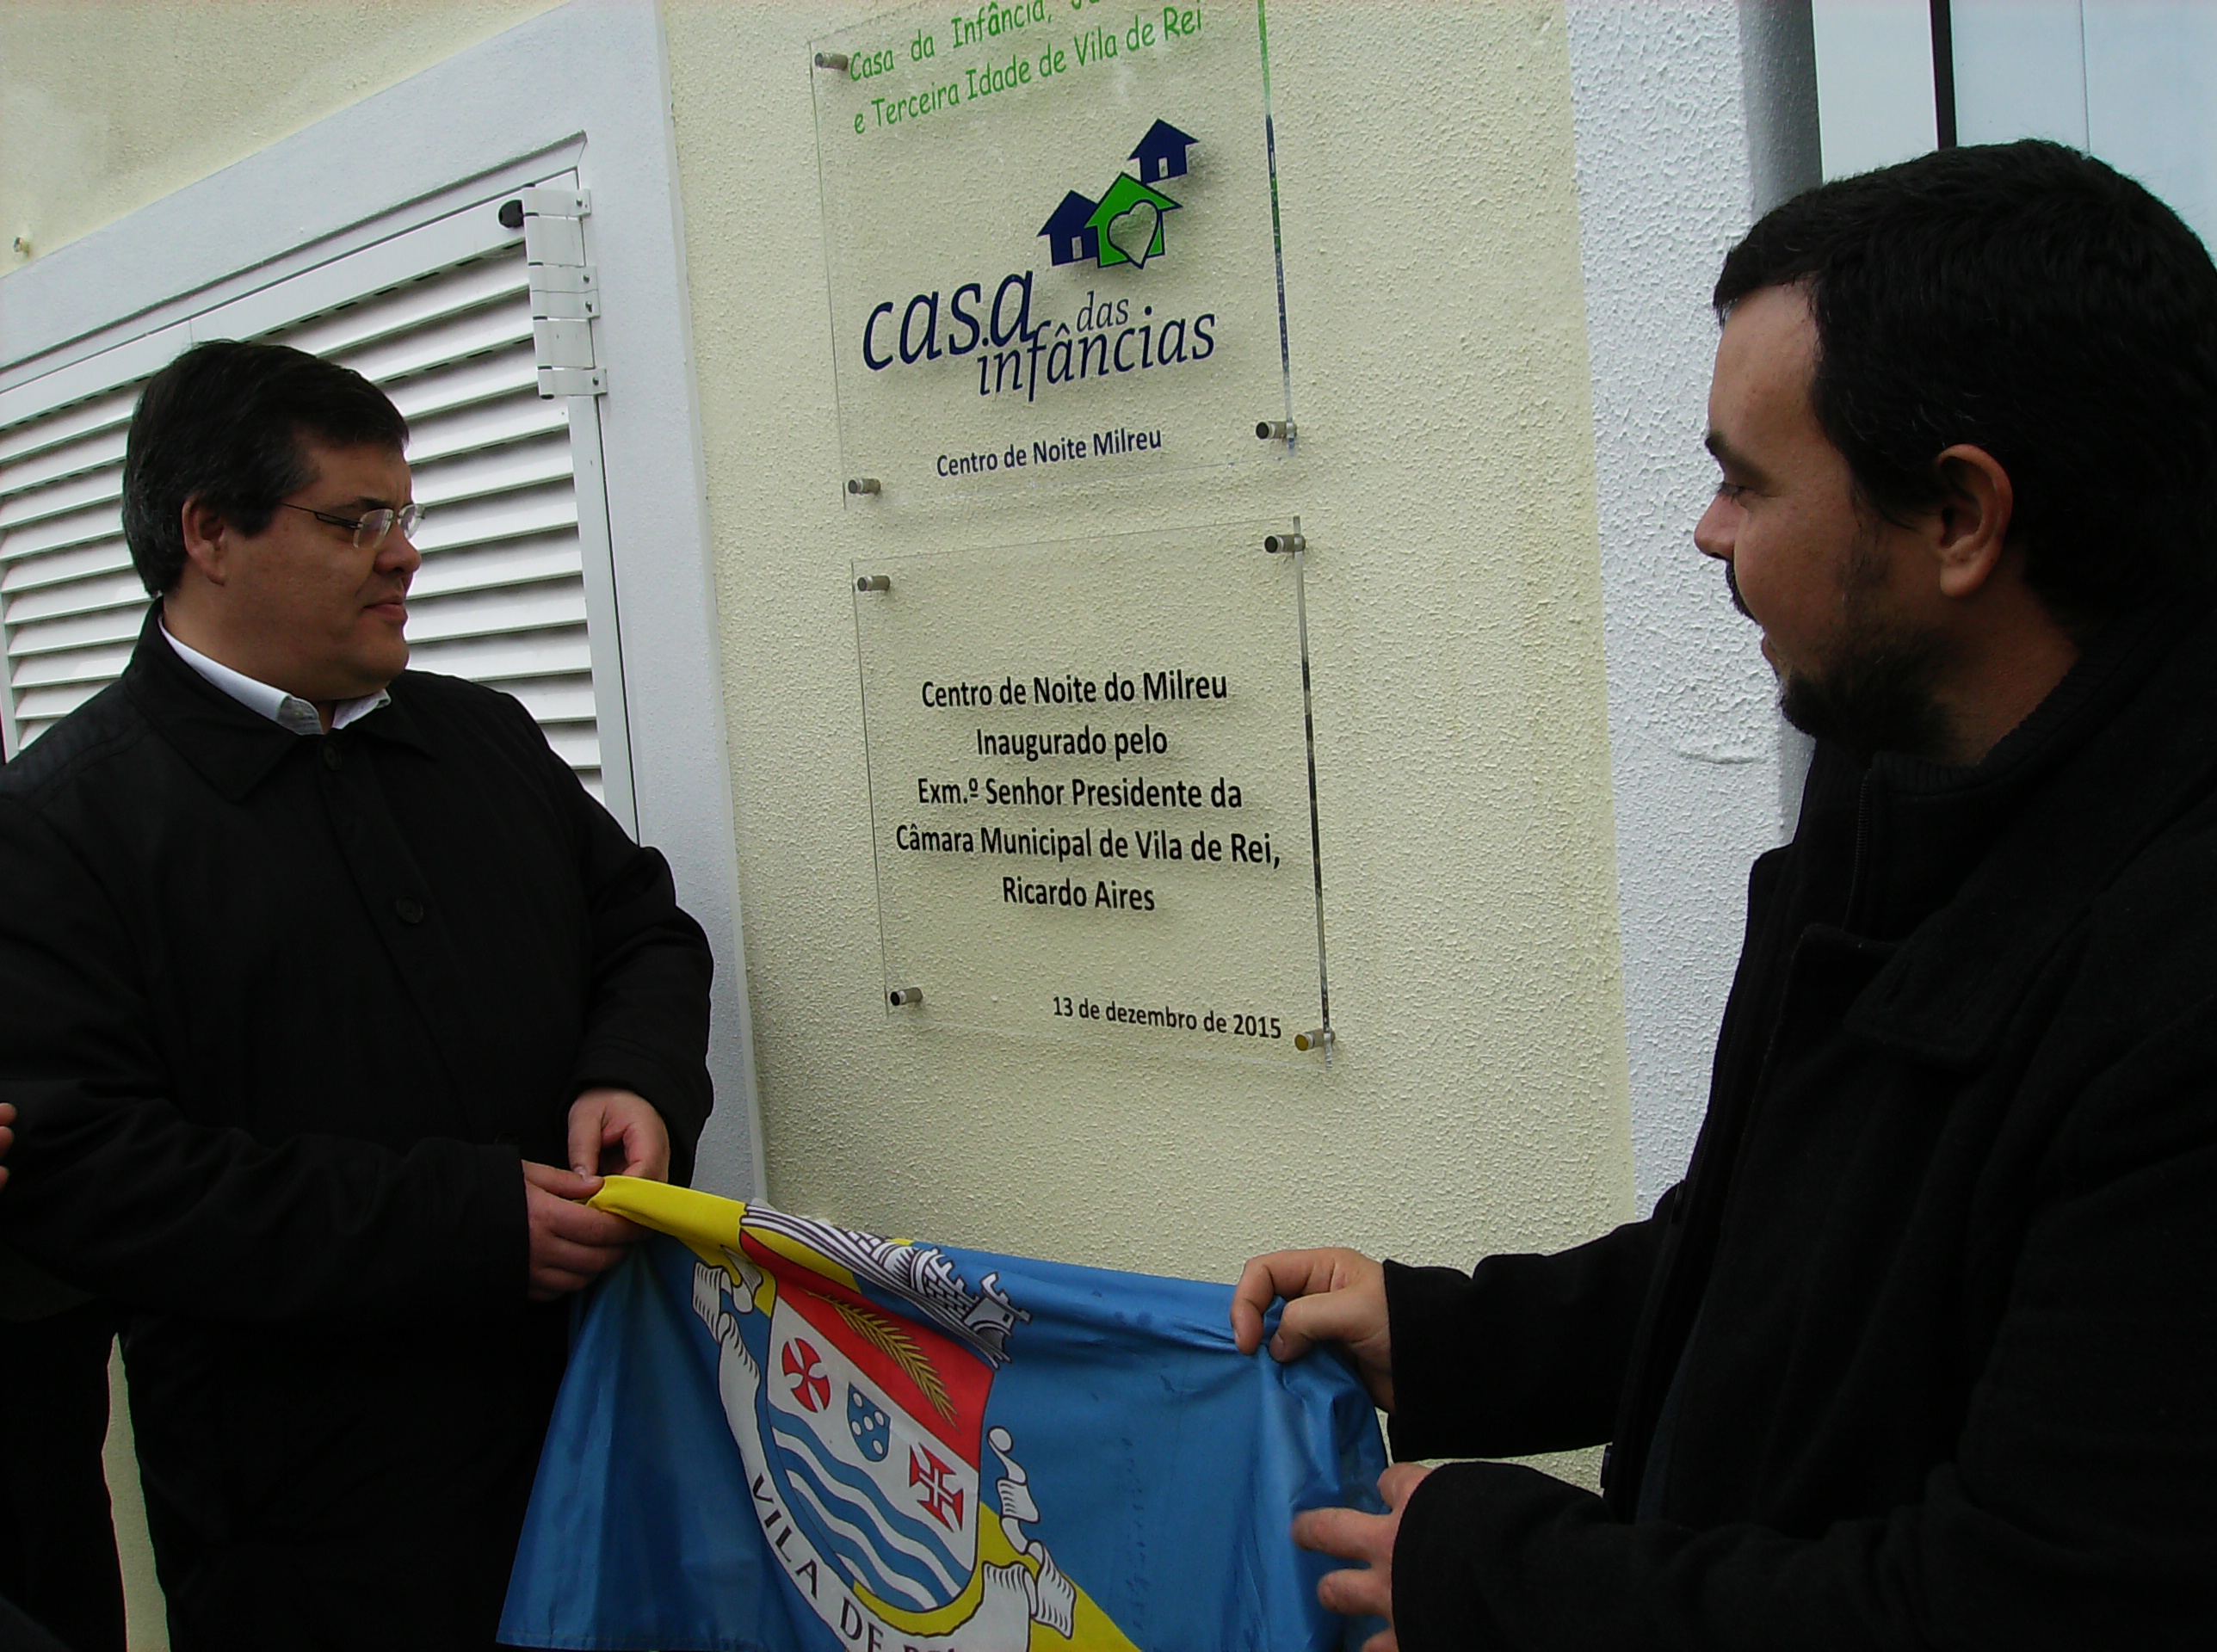 Casa da Infância,
e Terceira Idade de Vila de Rei
casa das
infâncias
Centro de Noite Milreu
Centro de Noite do Milreu
Inaugurado pelo
Exm.º Senhor Presidente da
Câmara Municipal de Vila de Rei,
Ricardo Aires
13 de dezembro de 2015
VILA DE